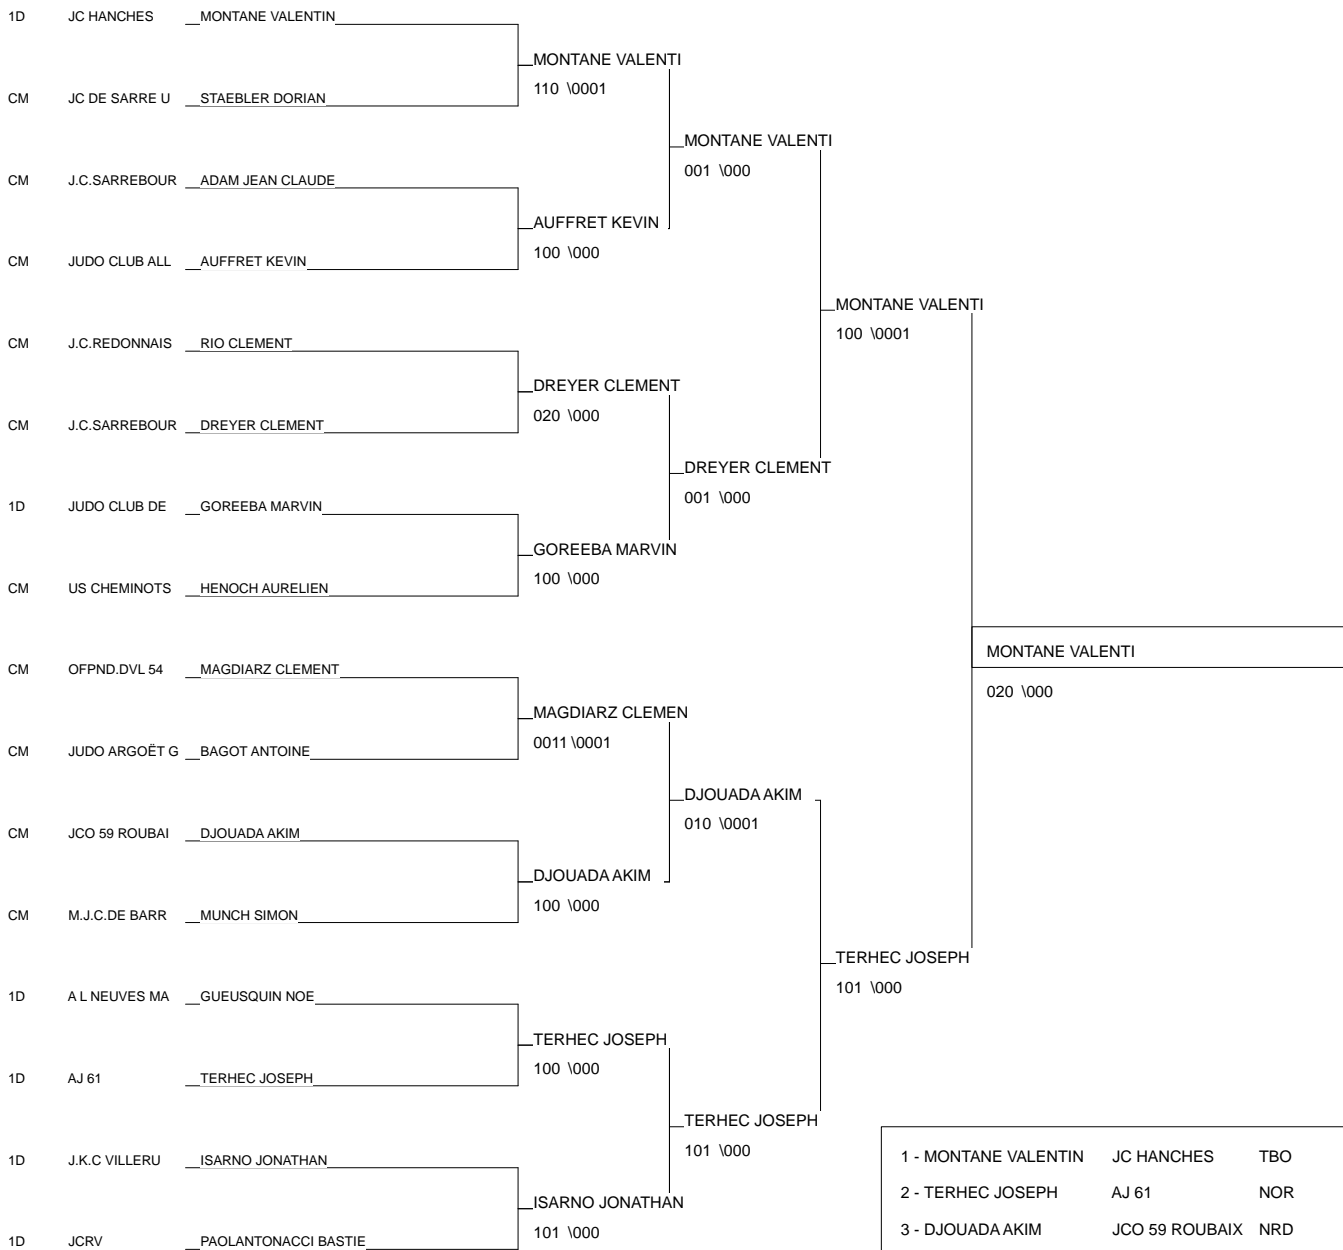 1D JC HANCHES MONTANE VALENTIN
MONTANE VALENTI
110 \0001
CM JC DE SARRE U STAEBLER DORIAN
MONTANE VALENTI
001 \000
CM J.C.SARREBOUR ADAM JEAN CLAUDE
AUFFRET KEVIN
100 \000
CM JUDO CLUB ALL AUFFRET KEVIN
MONTANE VALENTI
100 \0001
CM J.C.REDONNAIS RIO CLEMENT
DREYER CLEMENT
020 \000
CM J.C.SARREBOUR DREYER CLEMENT
DREYER CLEMENT
001 \000
1D JUDO CLUB DE GOREEBA MARVIN
GOREEBA MARVIN
100 \000
CM US CHEMINOTS HENOCH AURELIEN
MONTANE VALENTI
020 \000
CM OFPND.DVL 54 MAGDIARZ CLEMENT
MAGDIARZ CLEMEN
0011 \0001
CM JUDO ARGOËT G BAGOT ANTOINE
DJOUADA AKIM
010 \0001
CM JCO 59 ROUBAI DJOUADA AKIM
DJOUADA AKIM
100 \000
CM M.J.C.DE BARR MUNCH SIMON
TERHEC JOSEPH
101 \000
1D A L NEUVES MA GUEUSQUIN NOE
TERHEC JOSEPH
100 \000
1D AJ 61 TERHEC JOSEPH
TERHEC JOSEPH
101 \000
1D J.K.C VILLERU ISARNO JONATHAN
ISARNO JONATHAN
101 \000
1D JCRV PAOLANTONACCI BASTIE
1 - MONTANE VALENTIN JC HANCHES TBO
2 - TERHEC JOSEPH AJ 61 NOR
3 - DJOUADA AKIM JCO 59 ROUBAIX NRD